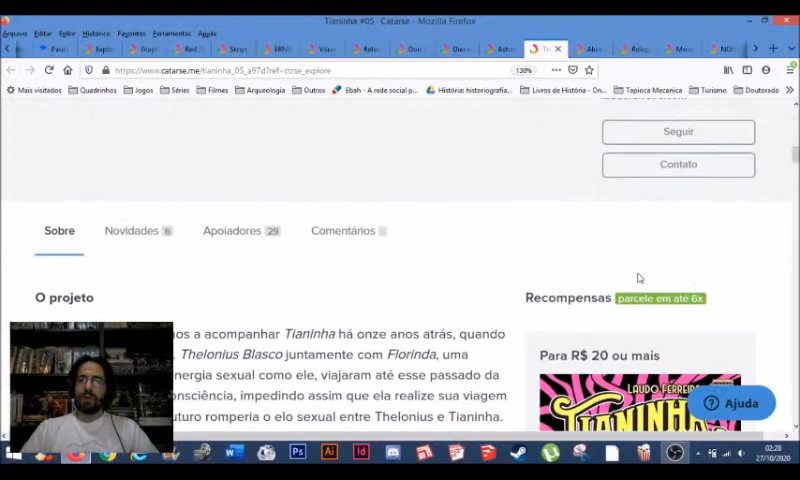 Tianinha #05 · Catarse - Mozilla Firefox
Arquivo Editar Exibir Histórico Favoritos Ferramentas Ajuda
https://www.catarse.me/tianinha_05_a97d?ref=ctrse_explore
130%
Mais visitados Quadrinhos Jogos Séries Filmes Arqueologia Outros Ebah - A rede social p... História: historiografia... Livros de História - On... Tapioca Mecanica Turismo Doutorado
Seguir
Contato
Sobre Novidades 6 Apoiadores 29 Comentários
O projeto
Recompensas parcele em até 6x
os a acompanhar Tianinha há onze anos atrás, quando
Thelonius Blasco juntamente com Florinda, uma
nergia sexual como ele, viajaram até esse passado da
onsciência, impedindo assim que ela realize sua viagem
uturo romperia o elo sexual entre Thelonius e Tianinha.
Para R$ 20 ou mais
LAUDO FERREIRA
TIANINHA
Ajuda
02:28
27/10/2020